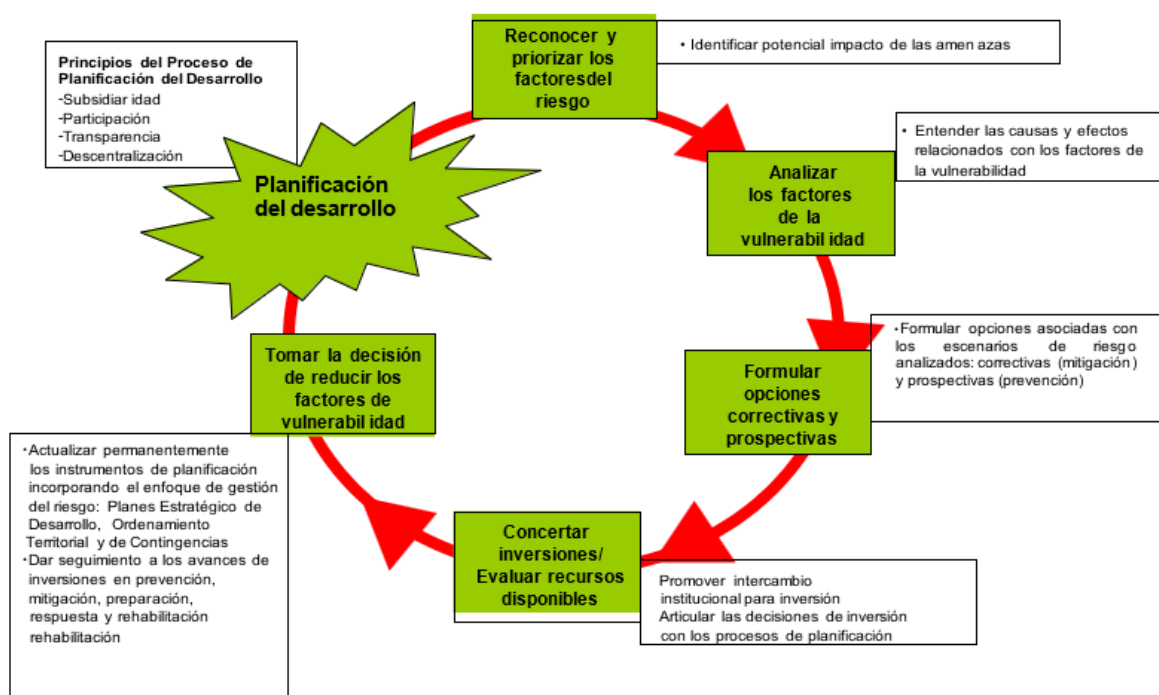 Principios del Proceso de
Planificación del Desarrollo
-Subsidiar idad
-Participación
-Transparencia
-Descentralización
Planificación
del desarrollo
Reconocer y
priorizar los
factoresdel
riesgo
• Identificar potencial impacto de las amen azas
Analizar
los factores
de la
vulnerabil idad
• Entender las causas y efectos
relacionados con los factores de
la vulnerabilidad
Formular
opciones
correctivas y
prospectivas
•Formular opciones asociadas con
los escenarios de riesgo
analizados: correctivas (mitigación )
y prospectivas (prevención)
Concertar
inversiones/
Evaluar recursos
disponibles
Promover intercambio
institucional para inversión
Articular las decisiones de inversión
con los procesos de planificación
Tomar la decisión
de reducir los
factores de
vulnerabil idad
•Actualizar permanentemente
los instrumentos de planificación
incorporando el enfoque de gestión
del riesgo: Planes Estratégico de
Desarrollo, Ordenamiento
Territorial y de Contingencias
•Dar seguimiento a los avances de
inversiones en prevención,
mitigación, preparación,
respuesta y rehabilitación
rehabilitación